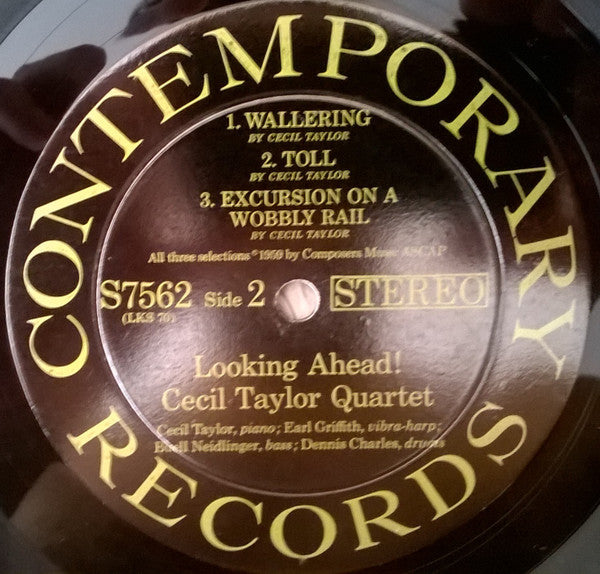 CONTEMPORARY
1. WALLERING
BY CECIL TAYLOR
2. TOLL
BY CECIL TAYLOR
3. EXCURSION ON A
WOBBLY RAIL
BY CECIL TAYLOR
All three selections © 1959 by Composers Music ASCAP
S7562 Side 2 STEREO
(LKS 70)
Looking Ahead!
Cecil Taylor Quartet
Cecil Taylor, piano; Earl Griffith, vibra-harp;
Buell Neidlinger, bass; Dennis Charles, drums
RECORDS